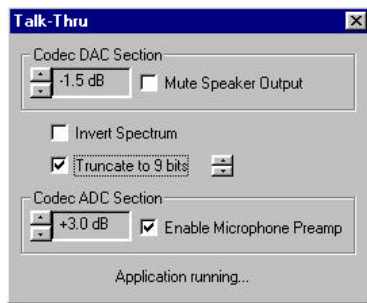 Talk-Thru
Codec DAC Section
-1.5 dB Mute Speaker Output
Invert Spectrum
Truncate to 9 bits
Codec ADC Section
+3.0 dB Enable Microphone Preamp
Application running...